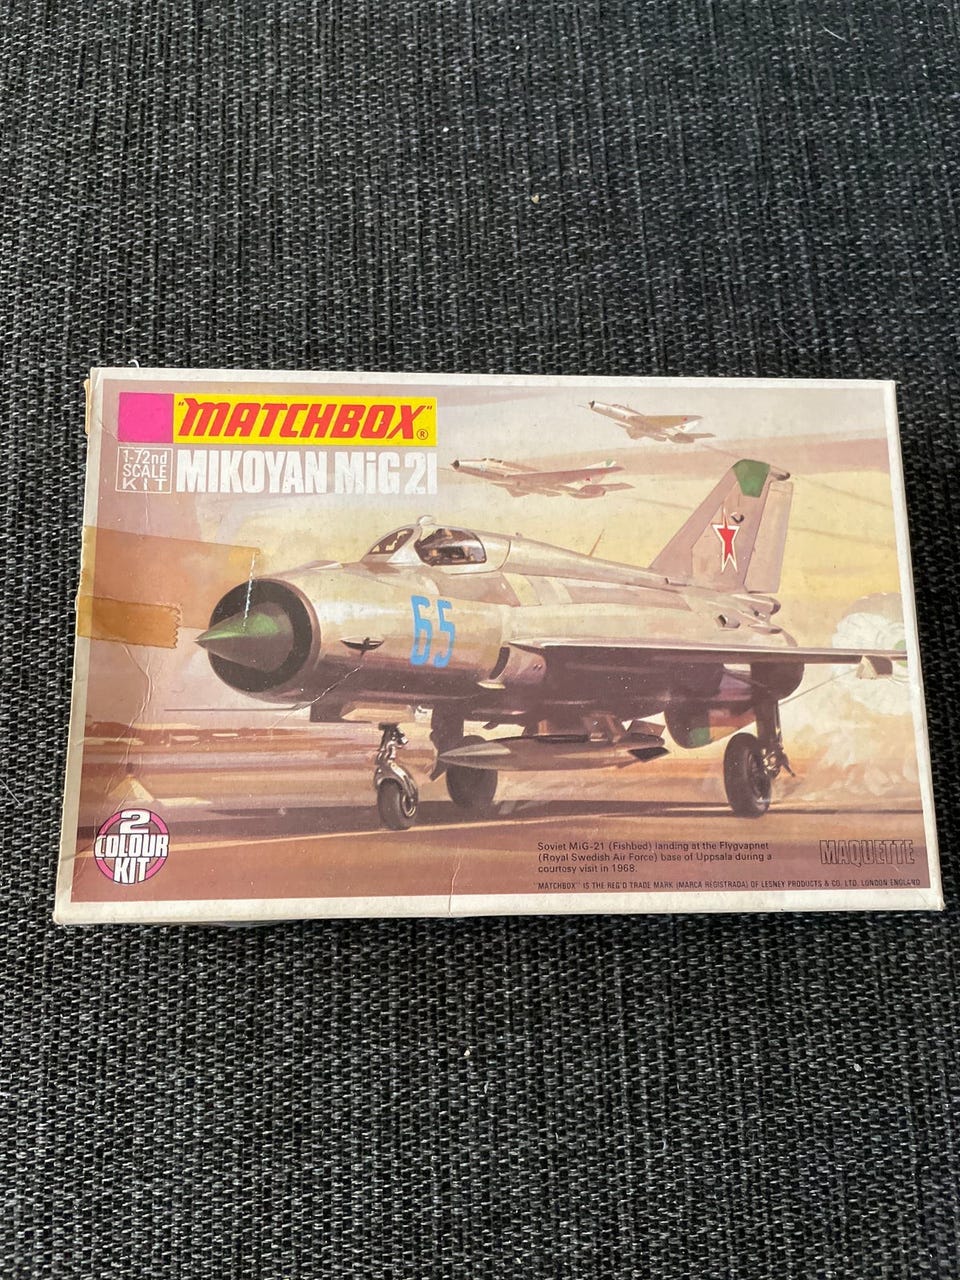 "MATCHBOX"®
1-72nd
SCALE
KIT
MIKOYAN MiG 21
65
2
COLOUR
KIT
Soviet MiG-21 (Fishbed) landing at the Flygvapnet
(Royal Swedish Air Force) base of Uppsala during a
courtesy visit in 1968.
MAQUETTE
"MATCHBOX" IS THE REG'D TRADE MARK (MARCA REGISTRADA) OF LESNEY PRODUCTS & CO. LTD. LONDON ENGLAND